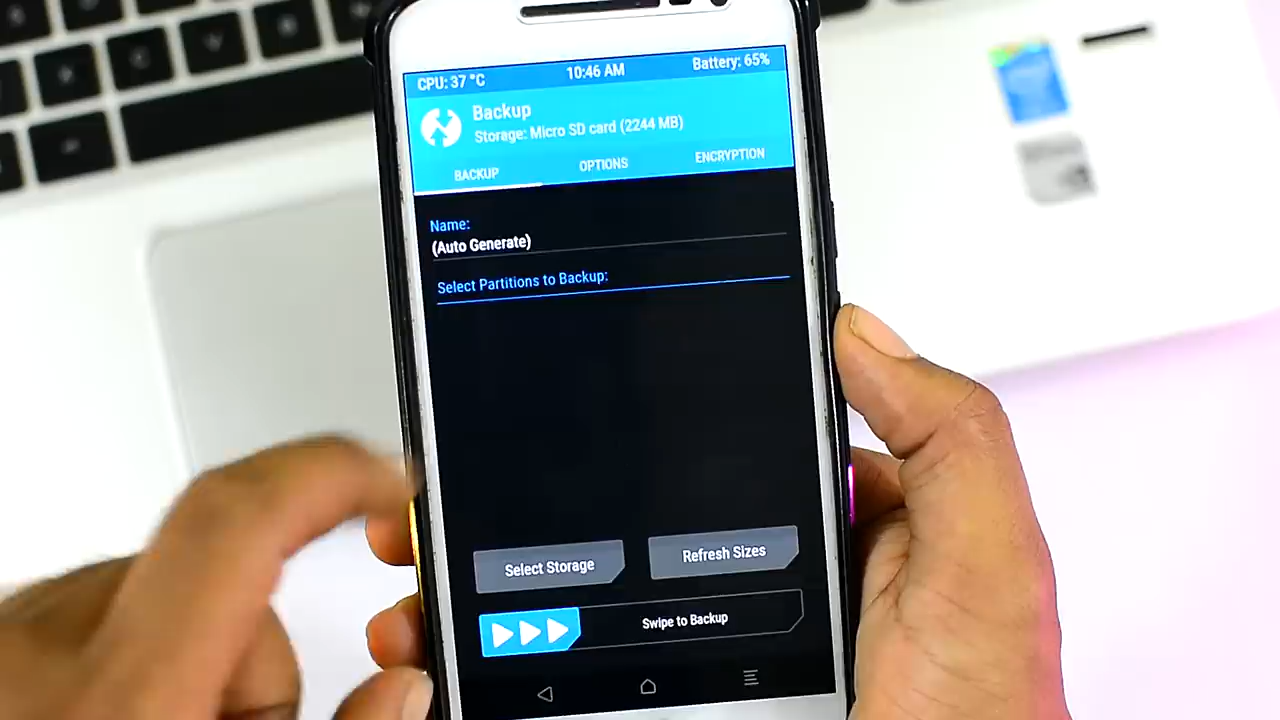 CPU: 37 °C 10:46 AM Battery: 65%
Backup
Storage: Micro SD card (2244 MB)
BACKUP OPTIONS ENCRYPTION
Name:
(Auto Generate)
Select Partitions to Backup:
Select Storage Refresh Sizes
Swipe to Backup